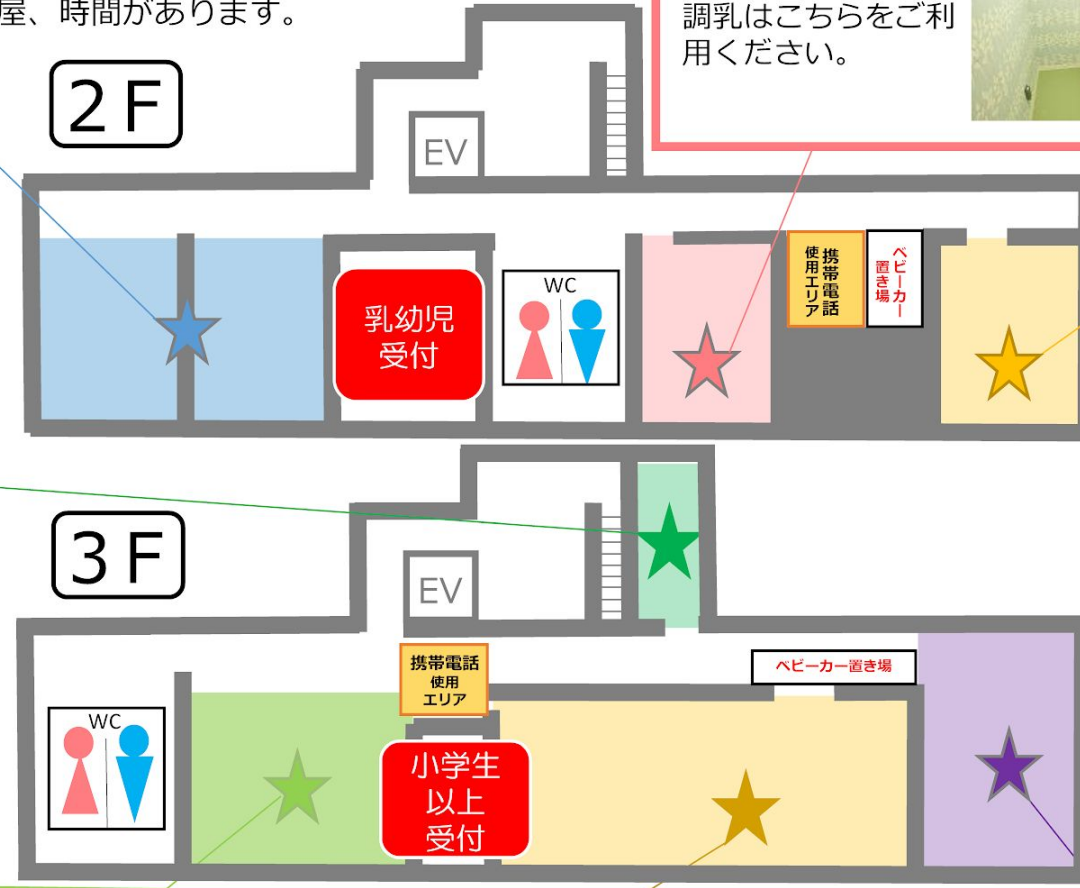 屋、時間があります。
調乳はこちらをご利
用ください。
2F
EV
乳幼児
受付
WC
携帯電話
使用エリア
ベビーカー
置き場
3F
EV
携帯電話
使用
エリア
ベビーカー置き場
WC
小学生
以上
受付